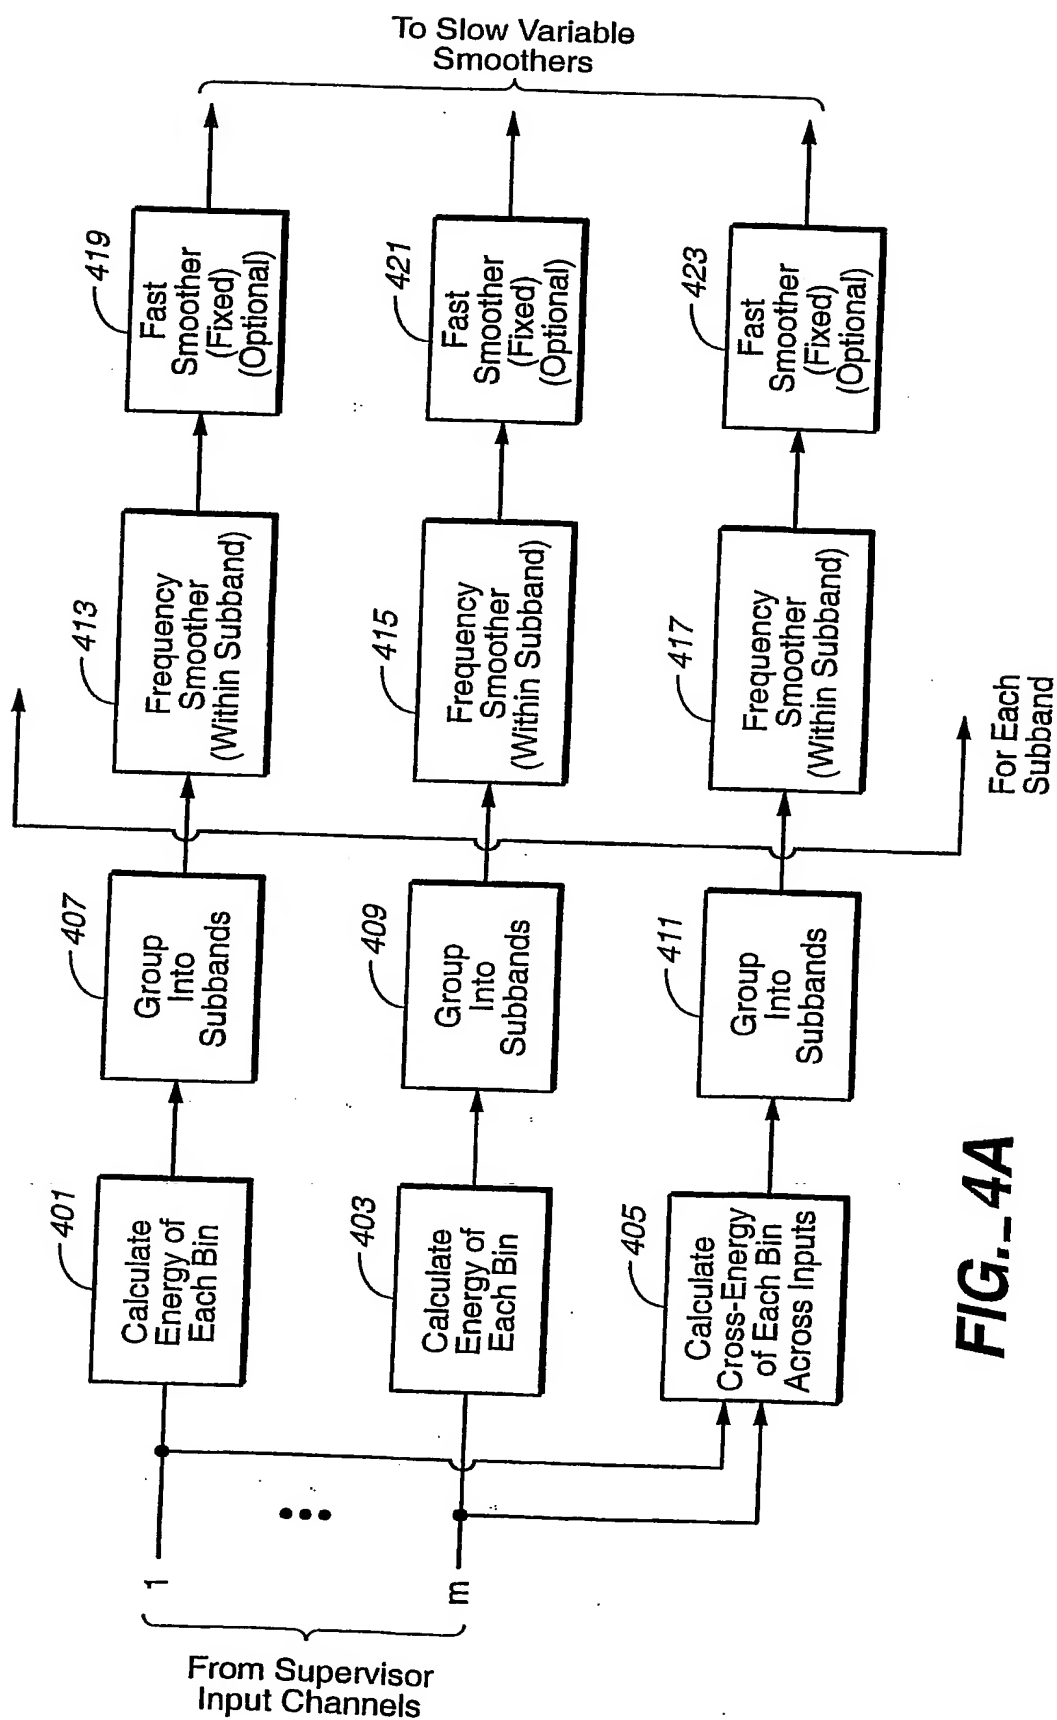 To Slow Variable
Smoothers
419
Fast
Smoother
(Fixed)
(Optional)
421
Fast
Smoother
(Fixed)
(Optional)
423
Fast
Smoother
(Fixed)
(Optional)
413
Frequency
Smoother
(Within Subband)
415
Frequency
Smoother
(Within Subband)
417
Frequency
Smoother
(Within Subband)
For Each
Subband
407
Group
Into
Subbands
409
Group
Into
Subbands
411
Group
Into
Subbands
401
Calculate
Energy of
Each Bin
403
Calculate
Energy of
Each Bin
405
Calculate
Cross-Energy
of Each Bin
Across Inputs
1
m
From Supervisor
Input Channels
FIG._4A